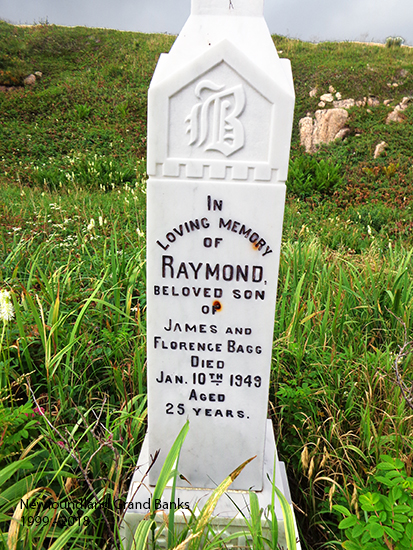 B
IN
LOVING MEMORY
OF
RAYMOND,
BELOVED SON
OF
JAMES AND
FLORENCE BAGG
DIED
JAN. 10TH 1949
AGED
25 YEARS.
Newfoundland Grand Banks
1999 - 2019